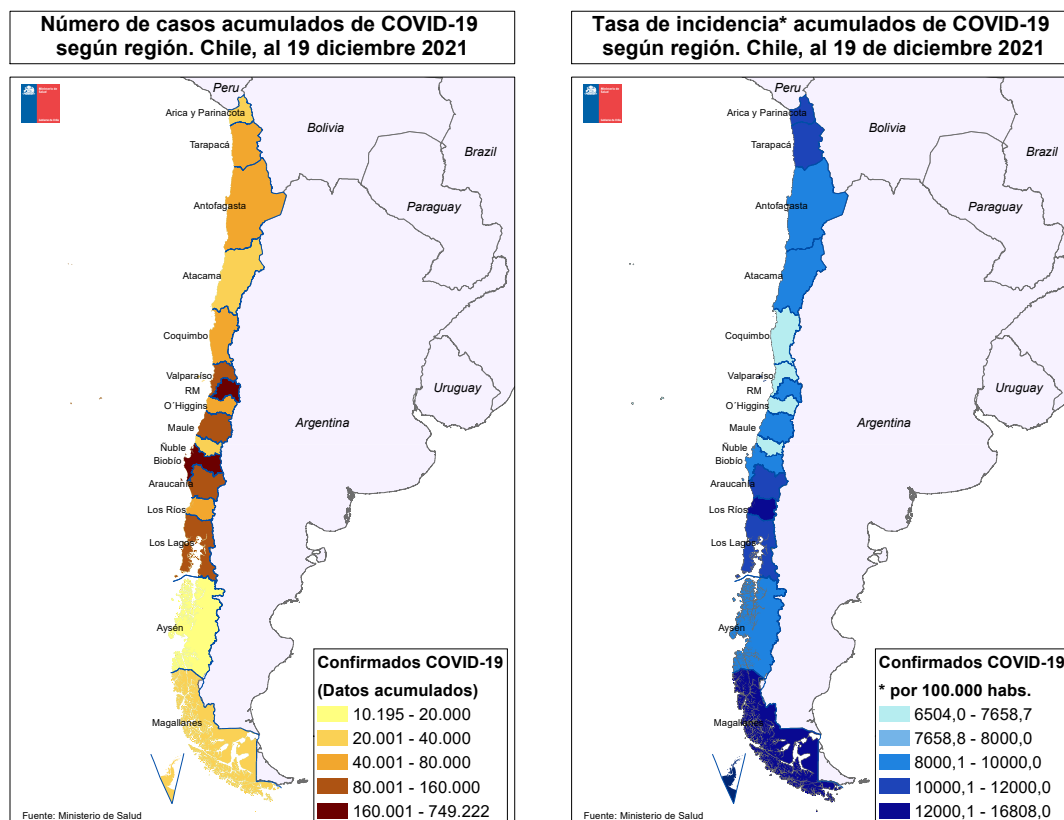 Número de casos acumulados de COVID-19
según región. Chile, al 19 diciembre 2021
Peru
Arica y Parinacota
Bolivia
Tarapacá
Brazil
Antofagasta
Paraguay
Atacama
Coquimbo
Valparaíso
RM
Uruguay
O´Higgins
Maule
Argentina
Ñuble
Biobío
Araucanía
Los Ríos
Los Lagos
Aysén
Magallanes
Confirmados COVID-19
(Datos acumulados)
10.195 - 20.000
20.001 - 40.000
40.001 - 80.000
80.001 - 160.000
160.001 - 749.222
Fuente: Ministerio de Salud
Tasa de incidencia* acumulados de COVID-19
según región. Chile, al 19 de diciembre 2021
Peru
Arica y Parinacota
Bolivia
Tarapacá
Brazil
Antofagasta
Paraguay
Atacama
Coquimbo
Valparaíso
RM
Uruguay
O´Higgins
Maule
Argentina
Ñuble
Biobío
Araucanía
Los Ríos
Los Lagos
Aysén
Magallanes
Confirmados COVID-19
* por 100.000 habs.
6504,0 - 7658,7
7658,8 - 8000,0
8000,1 - 10000,0
10000,1 - 12000,0
12000,1 - 16808,0
Fuente: Ministerio de Salud